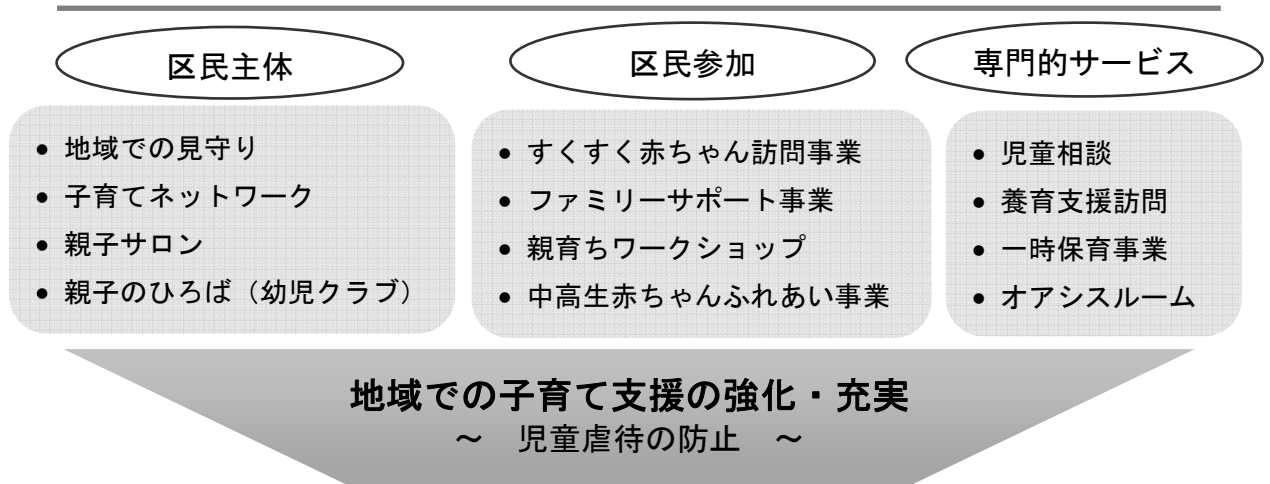 区民主体
• 地域での見守り
• 子育てネットワーク
• 親子サロン
• 親子のひろば（幼児クラブ）
区民参加
• すくすく赤ちゃん訪問事業
• ファミリーサポート事業
• 親育ちワークショップ
• 中高生赤ちゃんふれあい事業
専門的サービス
• 児童相談
• 養育支援訪問
• 一時保育事業
• オアシスルーム
地域での子育て支援の強化・充実
～　児童虐待の防止　～